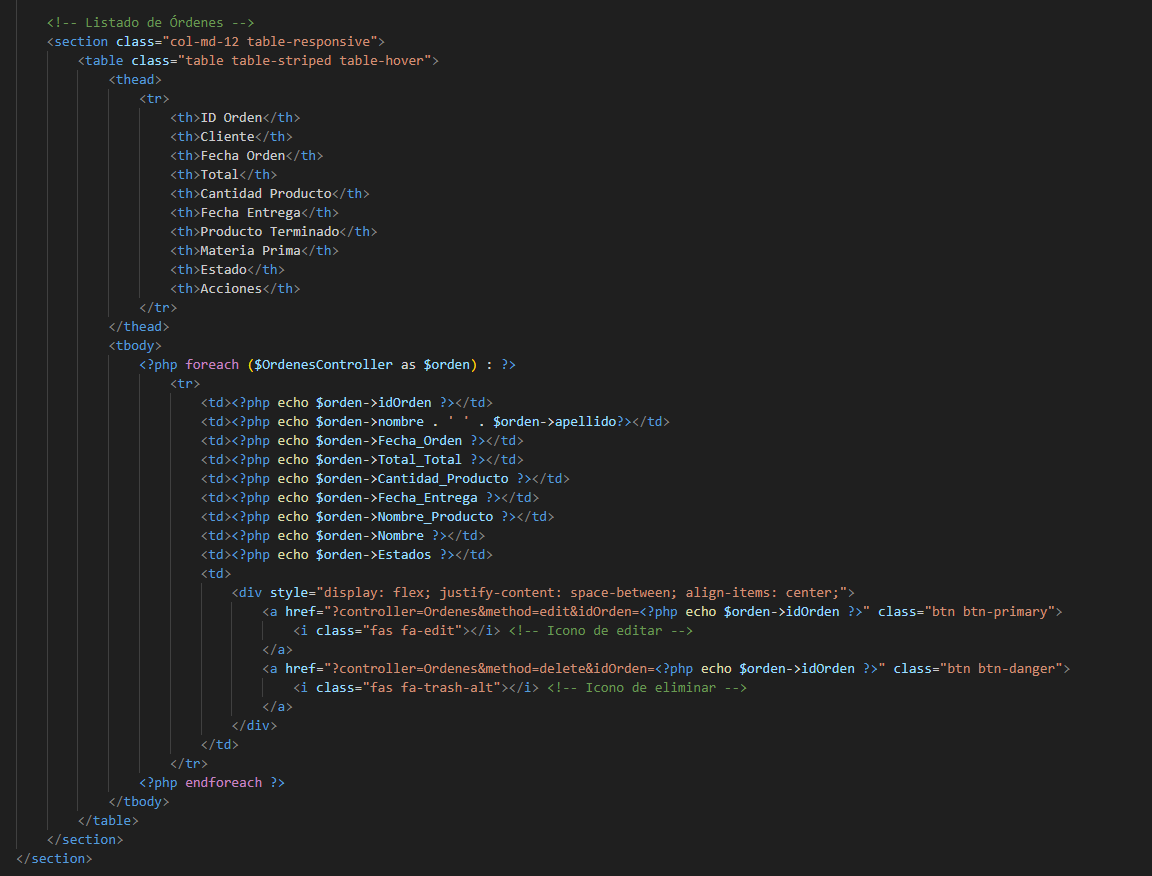 <!-- Listado de Órdenes -->
<section class="col-md-12 table-responsive">
<table class="table table-striped table-hover">
<thead>
<tr>
<th>ID Orden</th>
<th>Cliente</th>
<th>Fecha Orden</th>
<th>Total</th>
<th>Cantidad Producto</th>
<th>Fecha Entrega</th>
<th>Producto Terminado</th>
<th>Materia Prima</th>
<th>Estado</th>
<th>Acciones</th>
</tr>
</thead>
<tbody>
<?php foreach ($OrdenesController as $orden) : ?>
<tr>
<td><?php echo $orden->idOrden ?></td>
<td><?php echo $orden->nombre . ' ' . $orden->apellido?></td>
<td><?php echo $orden->Fecha_Orden ?></td>
<td><?php echo $orden->Total_Total ?></td>
<td><?php echo $orden->Cantidad_Producto ?></td>
<td><?php echo $orden->Fecha_Entrega ?></td>
<td><?php echo $orden->Nombre_Producto ?></td>
<td><?php echo $orden->Nombre ?></td>
<td><?php echo $orden->Estados ?></td>
<td>
<div style="display: flex; justify-content: space-between; align-items: center;">
<a href="?controller=Ordenes&method=edit&idOrden=<?php echo $orden->idOrden ?>" class="btn btn-primary">
<i class="fas fa-edit"></i> <!-- Icono de editar -->
</a>
<a href="?controller=Ordenes&method=delete&idOrden=<?php echo $orden->idOrden ?>" class="btn btn-danger">
<i class="fas fa-trash-alt"></i> <!-- Icono de eliminar -->
</a>
</div>
</td>
</tr>
<?php endforeach ?>
</tbody>
</table>
</section>
</section>